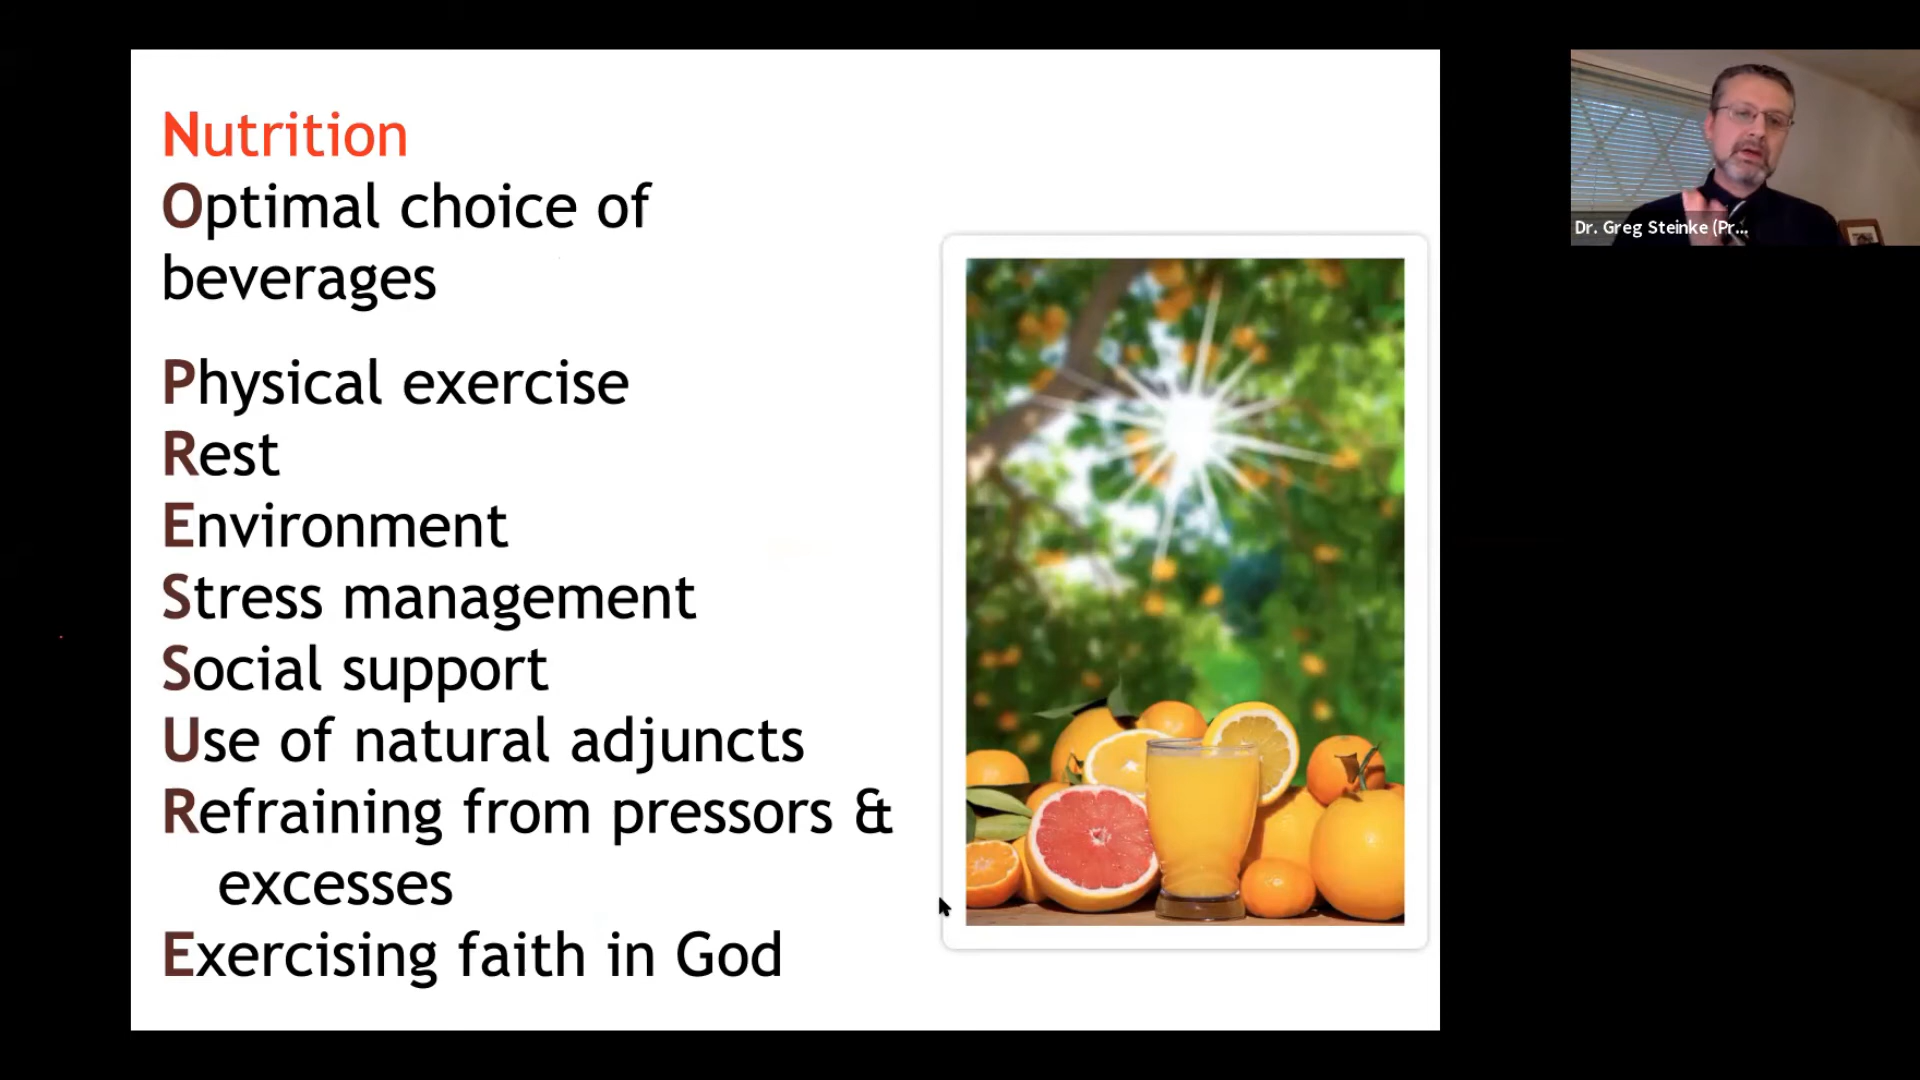 Nutrition
Optimal choice of
beverages
Physical exercise
Rest
Environment
Stress management
Social support
Use of natural adjuncts
Refraining from pressors &
excesses
Exercising faith in God
Dr. Greg Steinke (Pr...